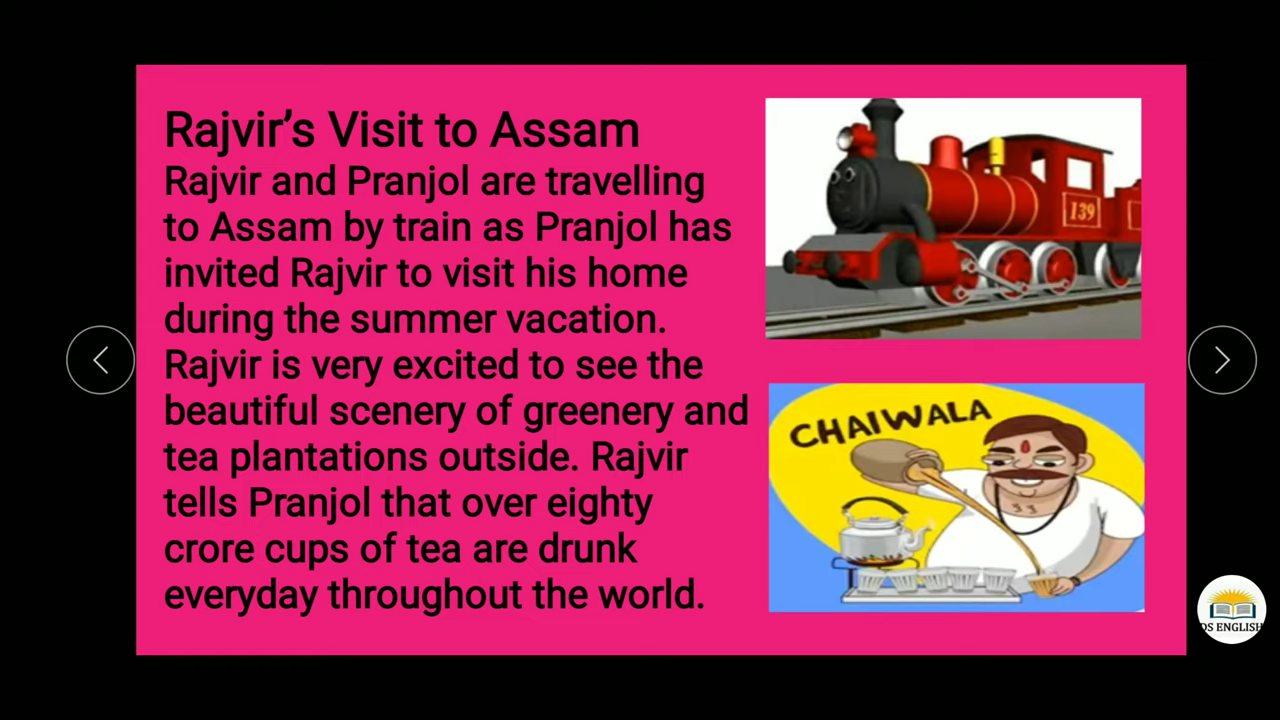 Rajvir's Visit to Assam
Rajvir and Pranjol are travelling
to Assam by train as Pranjol has
invited Rajvir to visit his home
during the summer vacation.
Rajvir is very excited to see the
beautiful scenery of greenery and
tea plantations outside. Rajvir
tells Pranjol that over eighty
crore cups of tea are drunk
everyday throughout the world.
139
CHAIWALA
DS ENGLISH